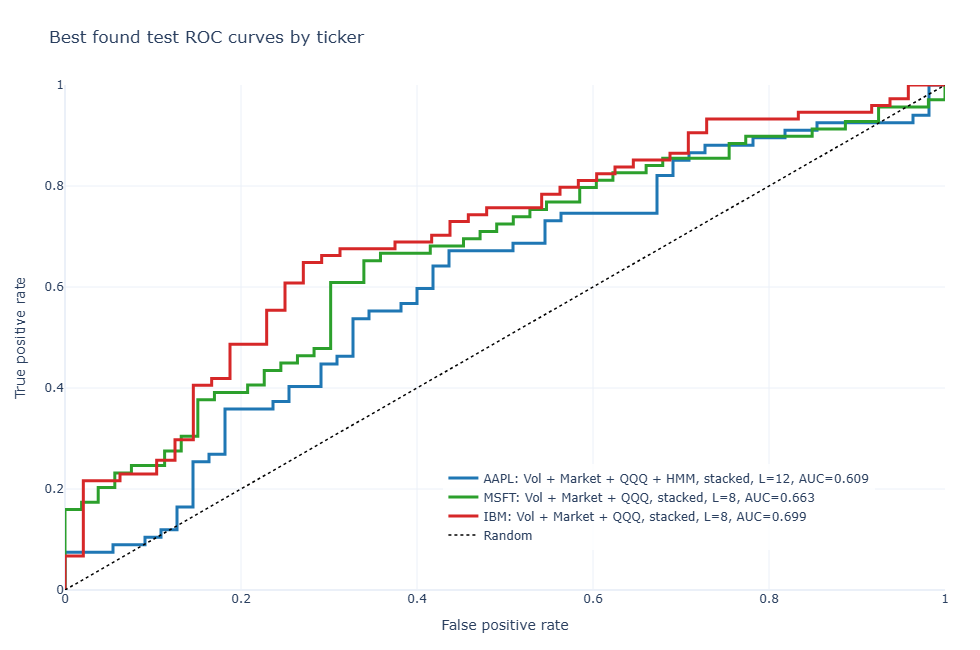 Best found test ROC curves by ticker
1
0.8
0.6
0.4
0.2
0
True positive rate
AAPL: Vol + Market + QQQ + HMM, stacked, L=12, AUC=0.609
MSFT: Vol + Market + QQQ, stacked, L=8, AUC=0.663
IBM: Vol + Market + QQQ, stacked, L=8, AUC=0.699
Random
0 0.2 0.4 0.6 0.8 1
False positive rate